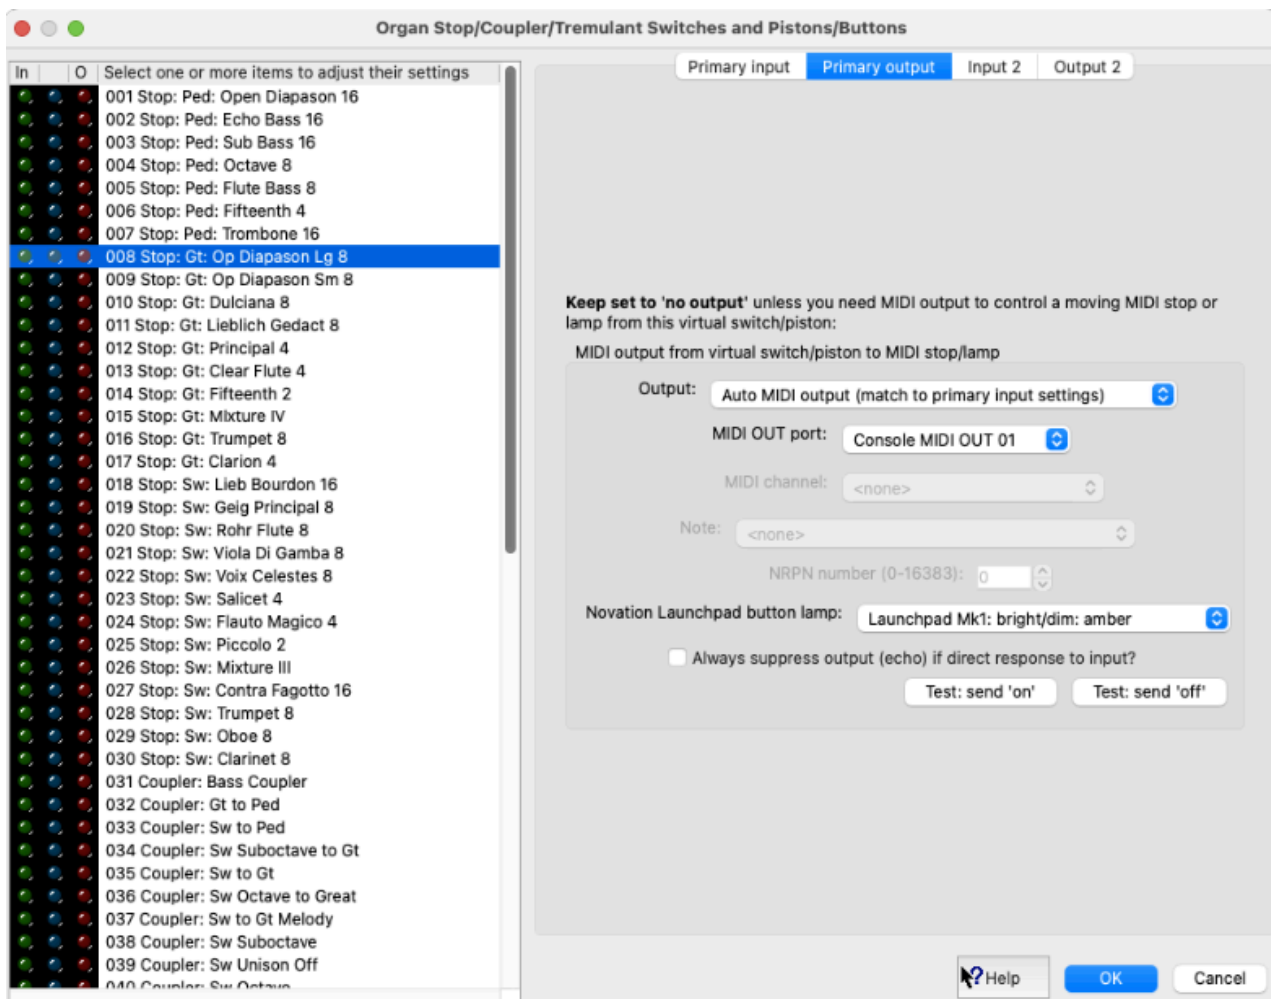 Organ Stop/Coupler/Tremulant Switches and Pistons/Buttons
In O Select one or more items to adjust their settings
001 Stop: Ped: Open Diapason 16
002 Stop: Ped: Echo Bass 16
003 Stop: Ped: Sub Bass 16
004 Stop: Ped: Octave 8
005 Stop: Ped: Flute Bass 8
006 Stop: Ped: Fifteenth 4
007 Stop: Ped: Trombone 16
008 Stop: Gt: Op Diapason Lg 8
009 Stop: Gt: Op Diapason Sm 8
010 Stop: Gt: Dulciana 8
011 Stop: Gt: Lieblich Gedact 8
012 Stop: Gt: Principal 4
013 Stop: Gt: Clear Flute 4
014 Stop: Gt: Fifteenth 2
015 Stop: Gt: MIxture IV
016 Stop: Gt: Trumpet 8
017 Stop: Gt: Clarion 4
018 Stop: Sw: Lieb Bourdon 16
019 Stop: Sw: Geig Principal 8
020 Stop: Sw: Rohr Flute 8
021 Stop: Sw: Viola Di Gamba 8
022 Stop: Sw: Voix Celestes 8
023 Stop: Sw: Salicet 4
024 Stop: Sw: Flauto Magico 4
025 Stop: Sw: Piccolo 2
026 Stop: Sw: Mixture III
027 Stop: Sw: Contra Fagotto 16
028 Stop: Sw: Trumpet 8
029 Stop: Sw: Oboe 8
030 Stop: Sw: Clarinet 8
031 Coupler: Bass Coupler
032 Coupler: Gt to Ped
033 Coupler: Sw to Ped
034 Coupler: Sw Suboctave to Gt
035 Coupler: Sw to Gt
036 Coupler: Sw Octave to Great
037 Coupler: Sw to Gt Melody
038 Coupler: Sw Suboctave
039 Coupler: Sw Unison Off
040 Coupler: Sw Octave
Primary input Primary output Input 2 Output 2
Keep set to 'no output' unless you need MIDI output to control a moving MIDI stop or
lamp from this virtual switch/piston:
MIDI output from virtual switch/piston to MIDI stop/lamp
Output: Auto MIDI output (match to primary input settings)
MIDI OUT port: Console MIDI OUT 01
MIDI channel: <none>
Note: <none>
NRPN number (0-16383): 0
Novation Launchpad button lamp: Launchpad Mk1: bright/dim: amber
Always suppress output (echo) if direct response to input?
Test: send 'on' Test: send 'off'
? Help OK Cancel